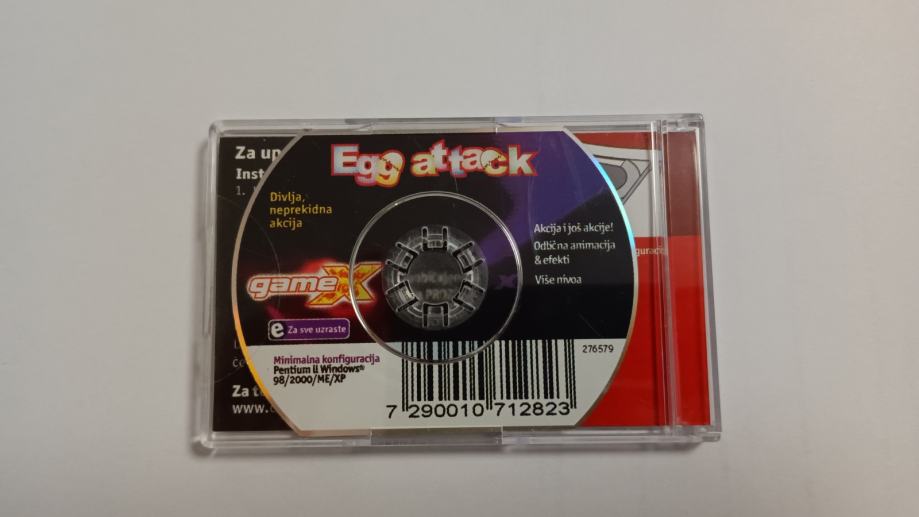 Za up
Inst
1.
Egg attack
Divlja,
neprekidna
akcija
Akcija i još akcije!
Odlična animacija
& efekti
Više nivoa
gameX
e Za sve uzraste
Minimalna konfiguracija
Pentium II Windows®
98/2000/ME/XP
276579
7 290010 712823
Za t
www.